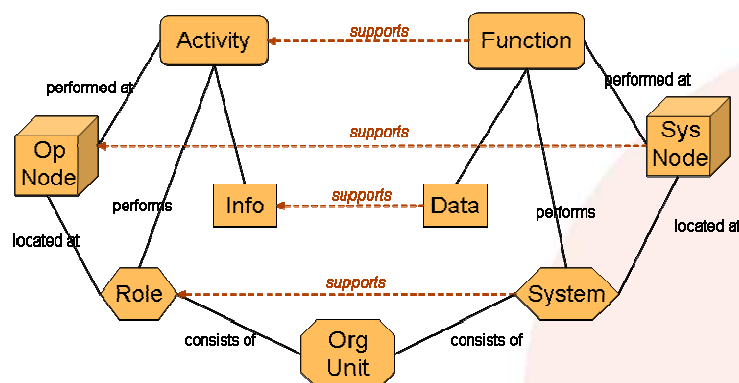 supports
Activity
Function
performed at
performed at
supports
Op
Node
Sys
Node
Info
supports
Data
performs
performs
located at
located at
Role
supports
System
consists of
consists of
Org
Unit